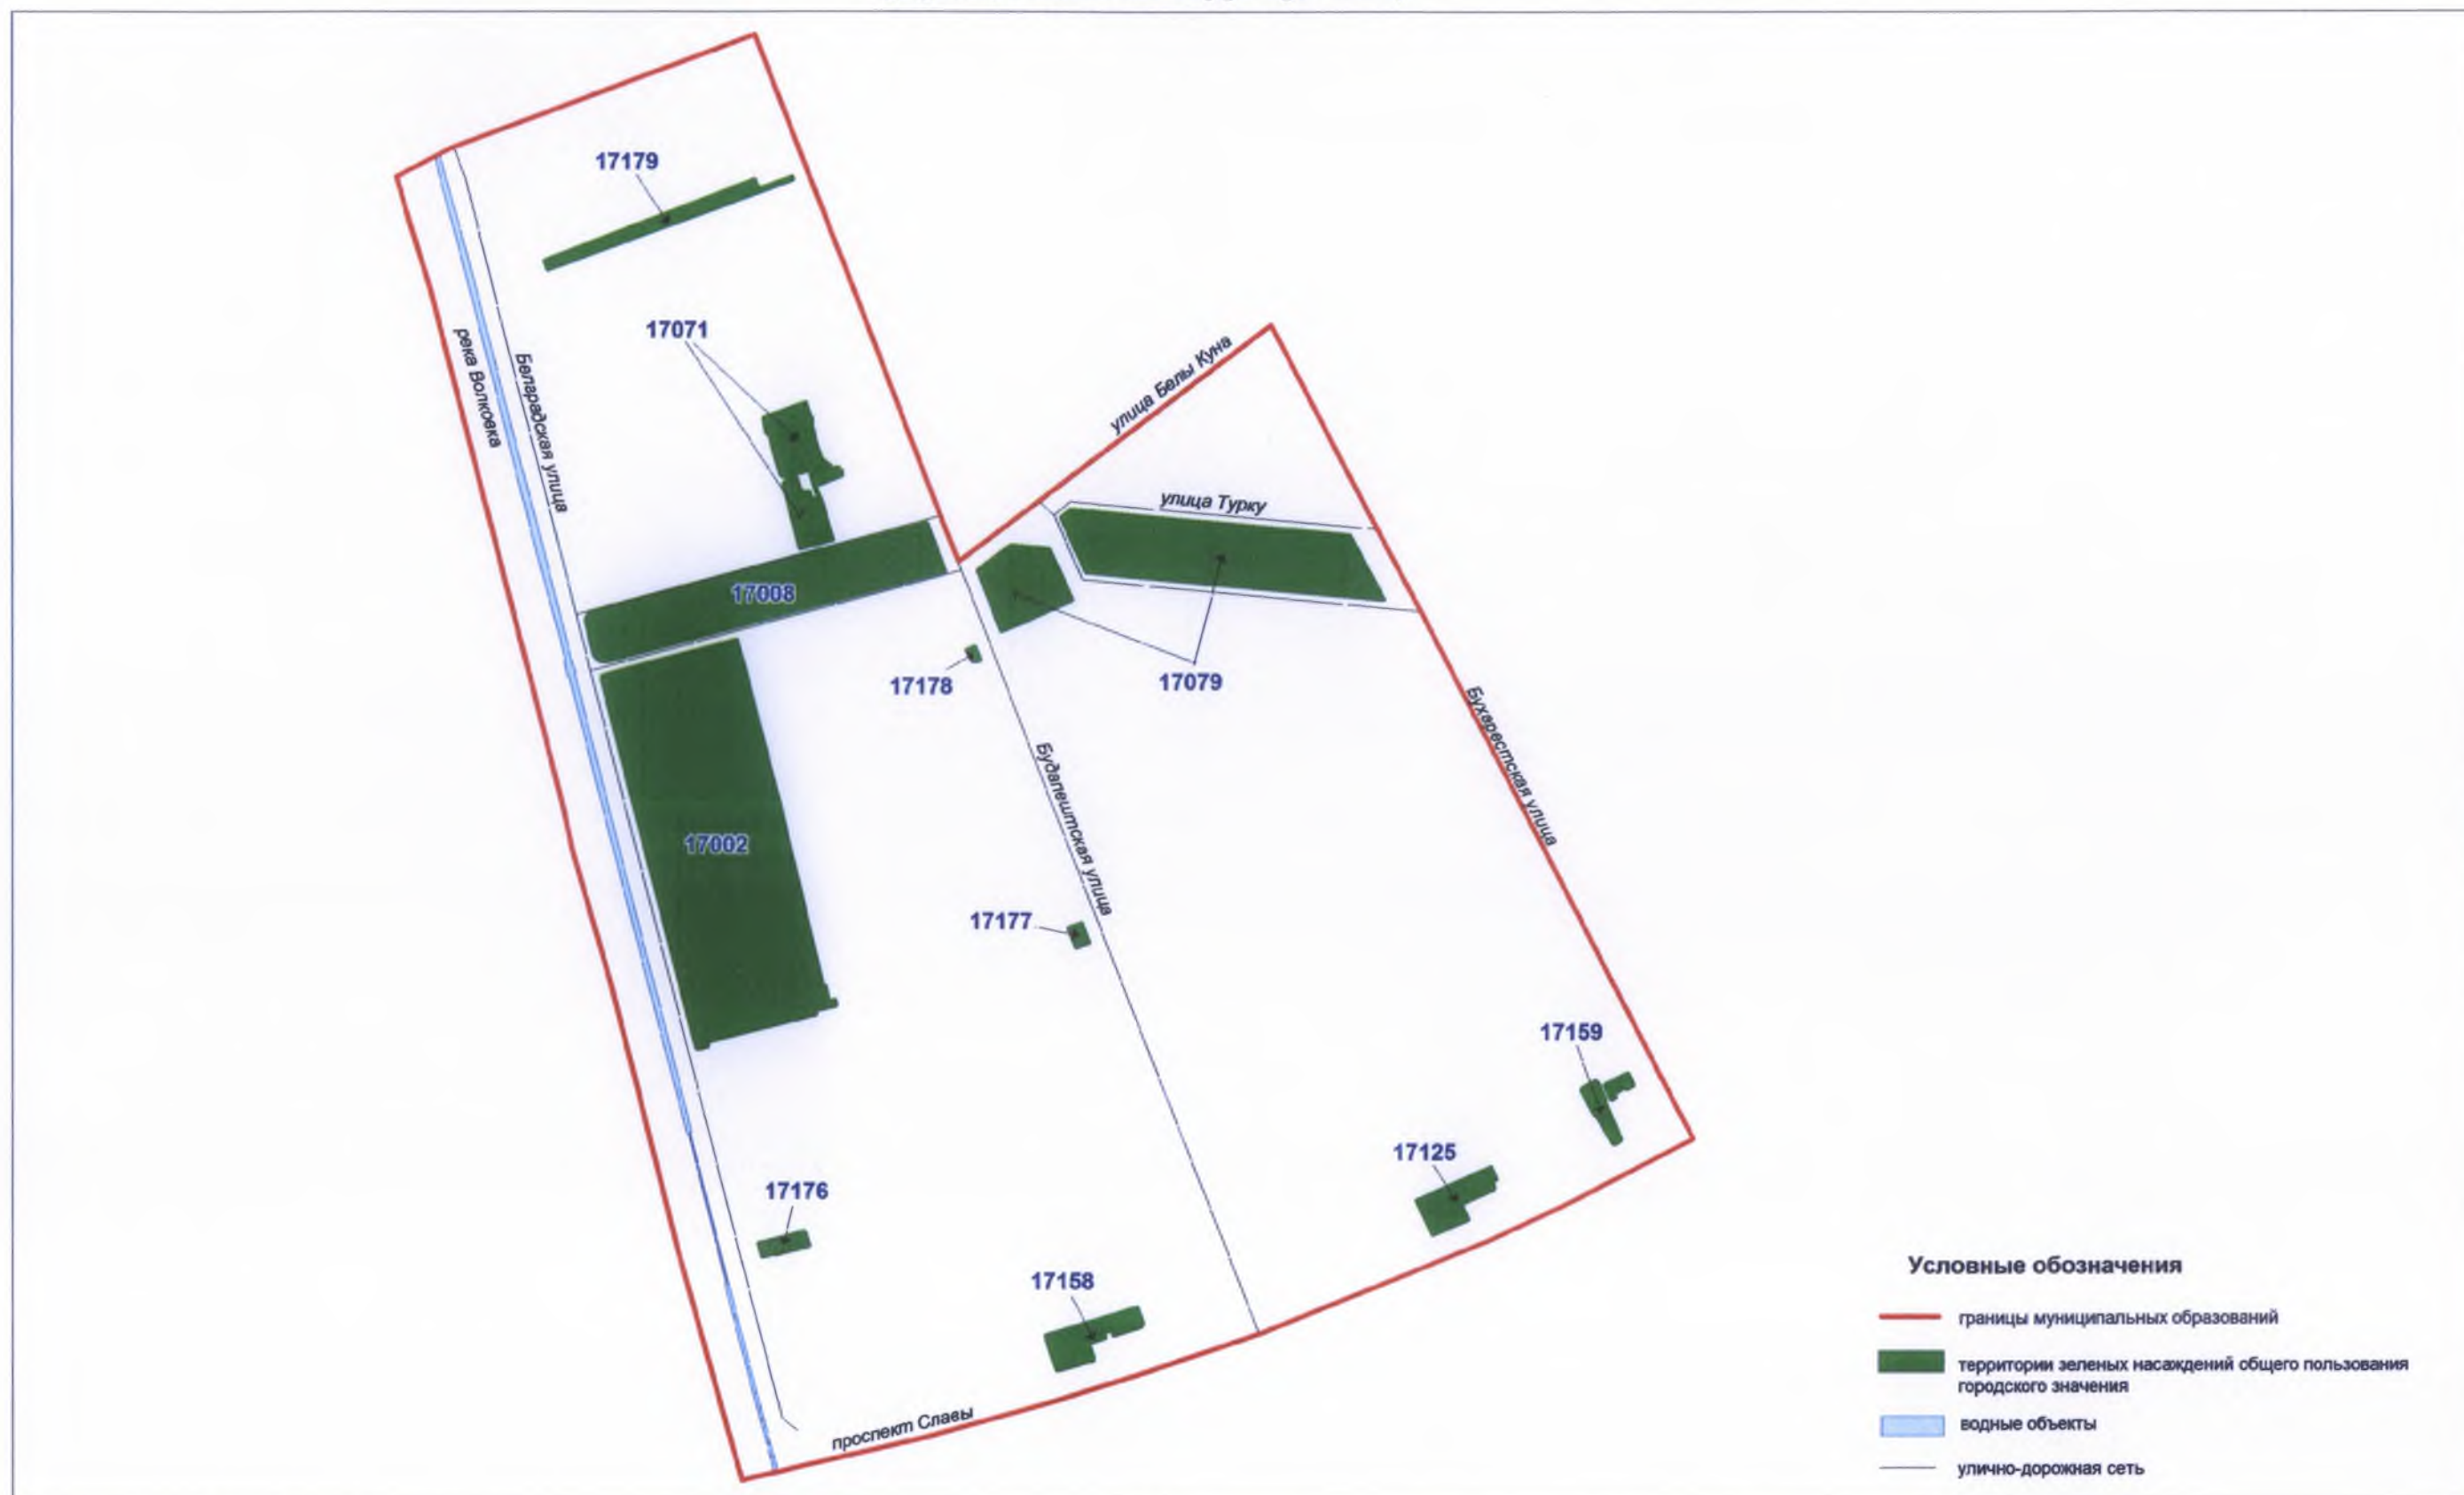 17179
17071
река Волковка
Белградская улица
улица Белы Куна
улица Турку
17008
17178
17079
Будапештская улица
Бухарестская улица
17002
17177
17159
17125
17176
17158
проспект Славы
Условные обозначения
границы муниципальных образований
территории зеленых насаждений общего пользования
городского значения
водные объекты
улично-дорожная сеть